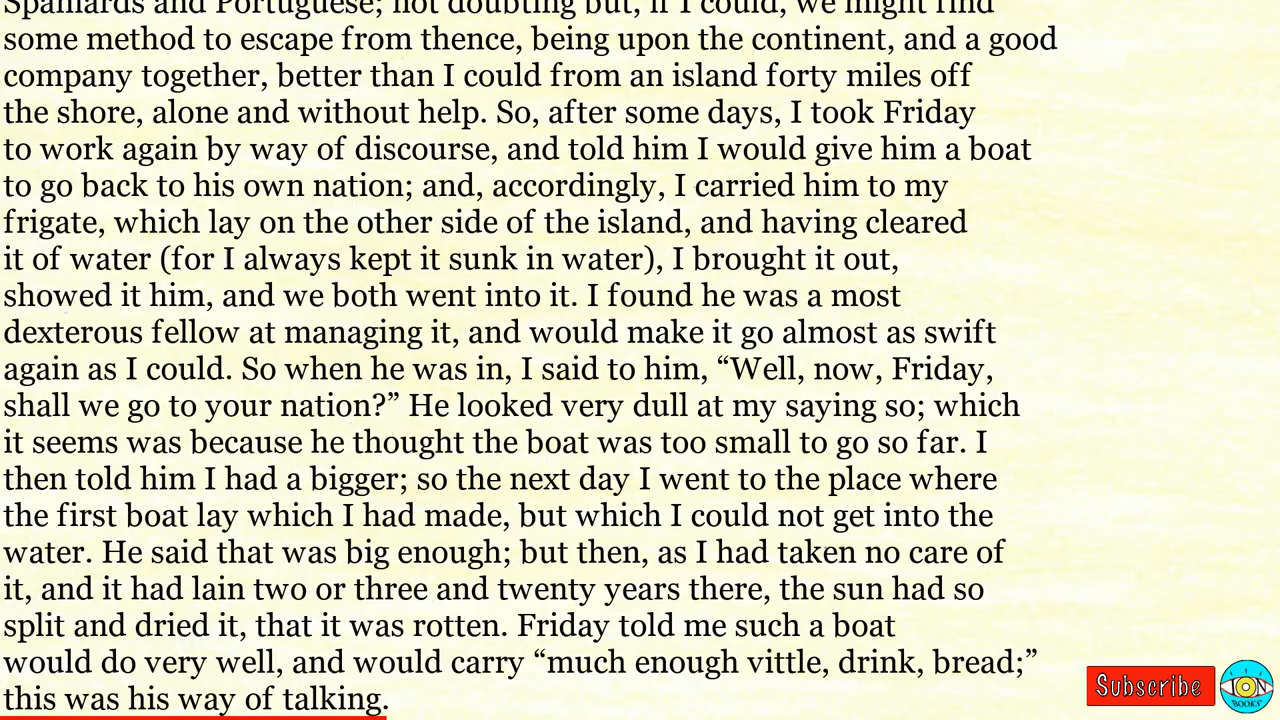 Spaniards and Portuguese; not doubting but, if I could, we might find
some method to escape from thence, being upon the continent, and a good
company together, better than I could from an island forty miles off
the shore, alone and without help. So, after some days, I took Friday
to work again by way of discourse, and told him I would give him a boat
to go back to his own nation; and, accordingly, I carried him to my
frigate, which lay on the other side of the island, and having cleared
it of water (for I always kept it sunk in water), I brought it out,
showed it him, and we both went into it. I found he was a most
dexterous fellow at managing it, and would make it go almost as swift
again as I could. So when he was in, I said to him, “Well, now, Friday,
shall we go to your nation?” He looked very dull at my saying so; which
it seems was because he thought the boat was too small to go so far. I
then told him I had a bigger; so the next day I went to the place where
the first boat lay which I had made, but which I could not get into the
water. He said that was big enough; but then, as I had taken no care of
it, and it had lain two or three and twenty years there, the sun had so
split and dried it, that it was rotten. Friday told me such a boat
would do very well, and would carry “much enough vittle, drink, bread;”
this was his way of talking.
Subscribe
ION
BOOKS